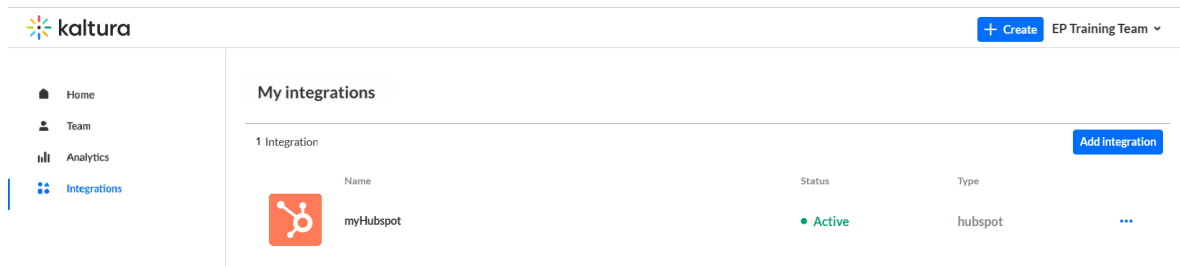 kaltura
+ Create
EP Training Team
Home
Team
Analytics
Integrations
My integrations
1 Integration
Add integration
Name Status Type
myHubspot Active hubspot